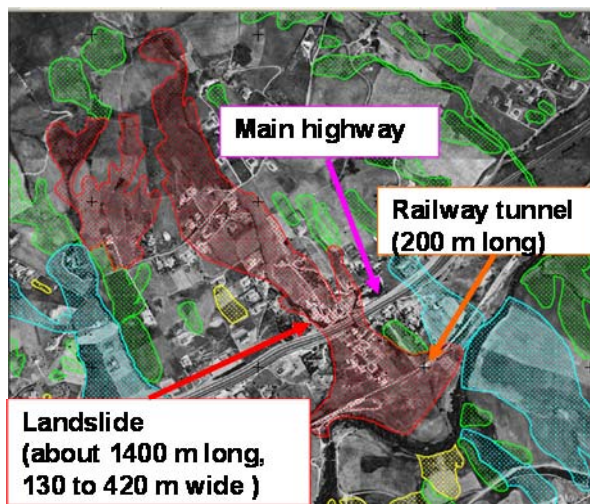 Main highway
Railway tunnel
(200 m long)
Landslide
(about 1400 m long,
130 to 420 m wide )